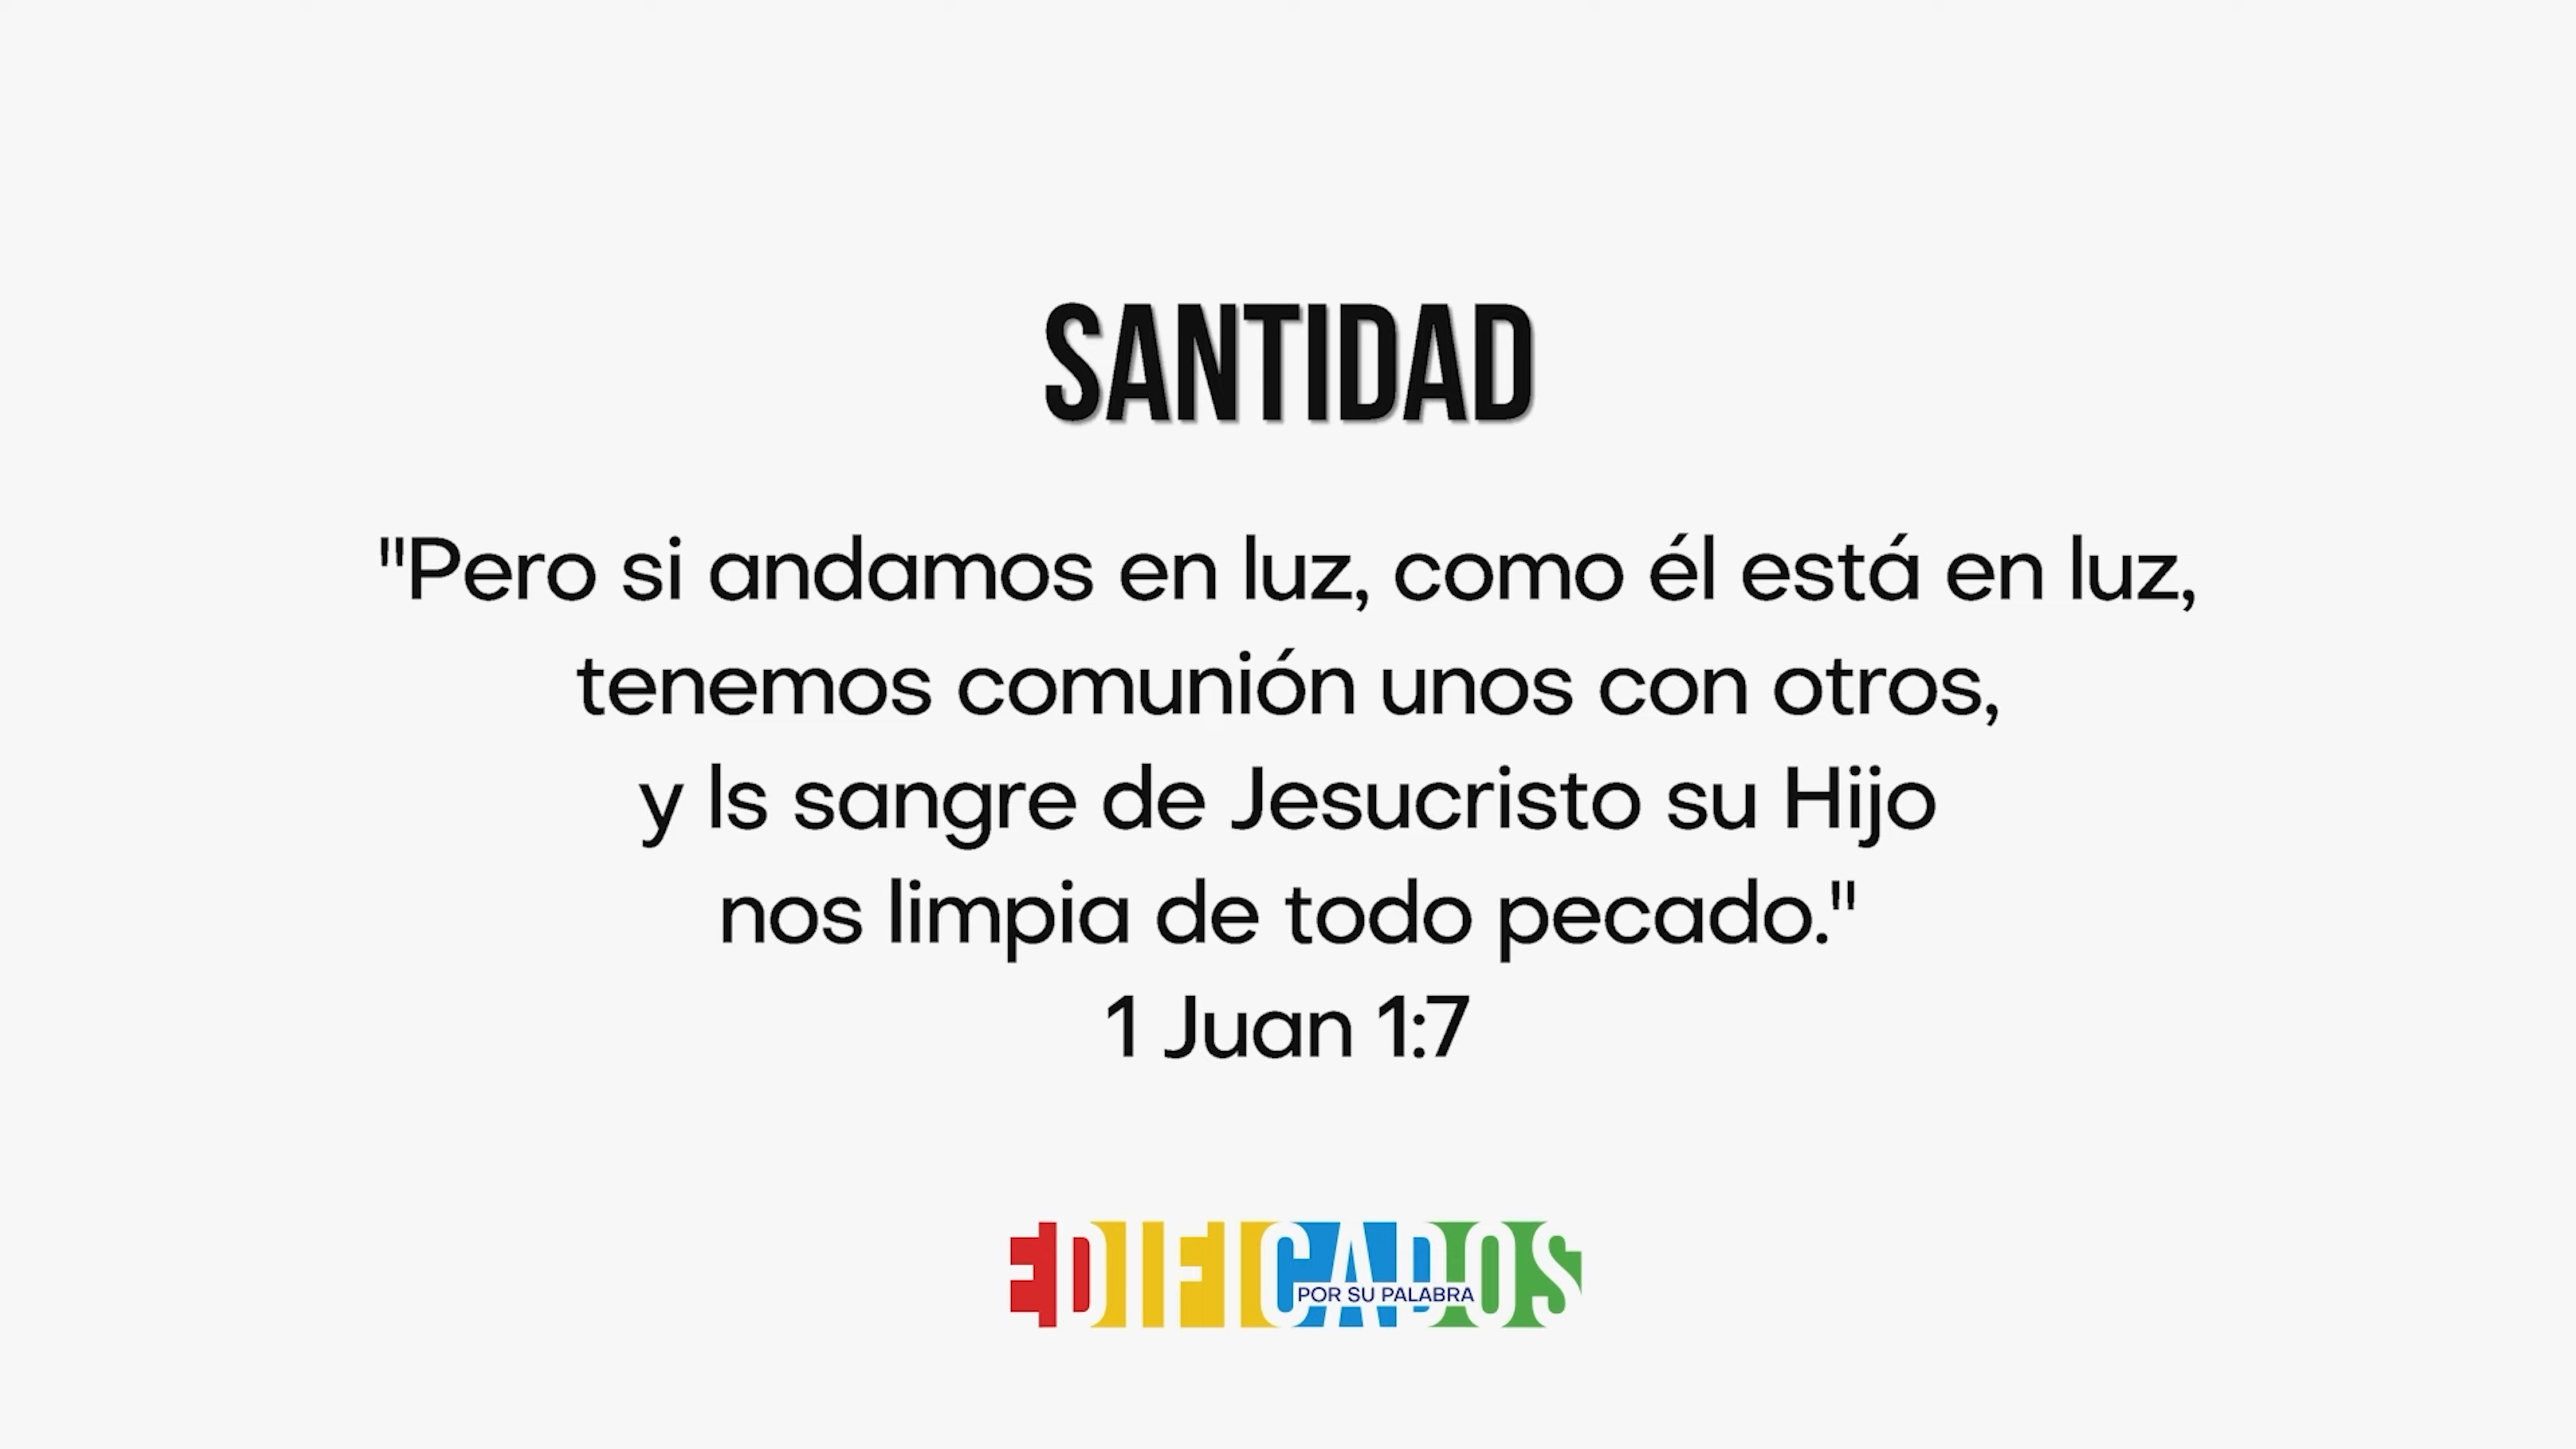 SANTIDAD
"Pero si andamos en luz, como él está en luz,
tenemos comunión unos con otros,
y ls sangre de Jesucristo su Hijo
nos limpia de todo pecado."
1 Juan 1:7
EDIFICADOS
POR SU PALABRA